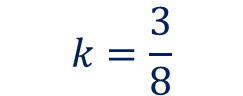 k = 3/8